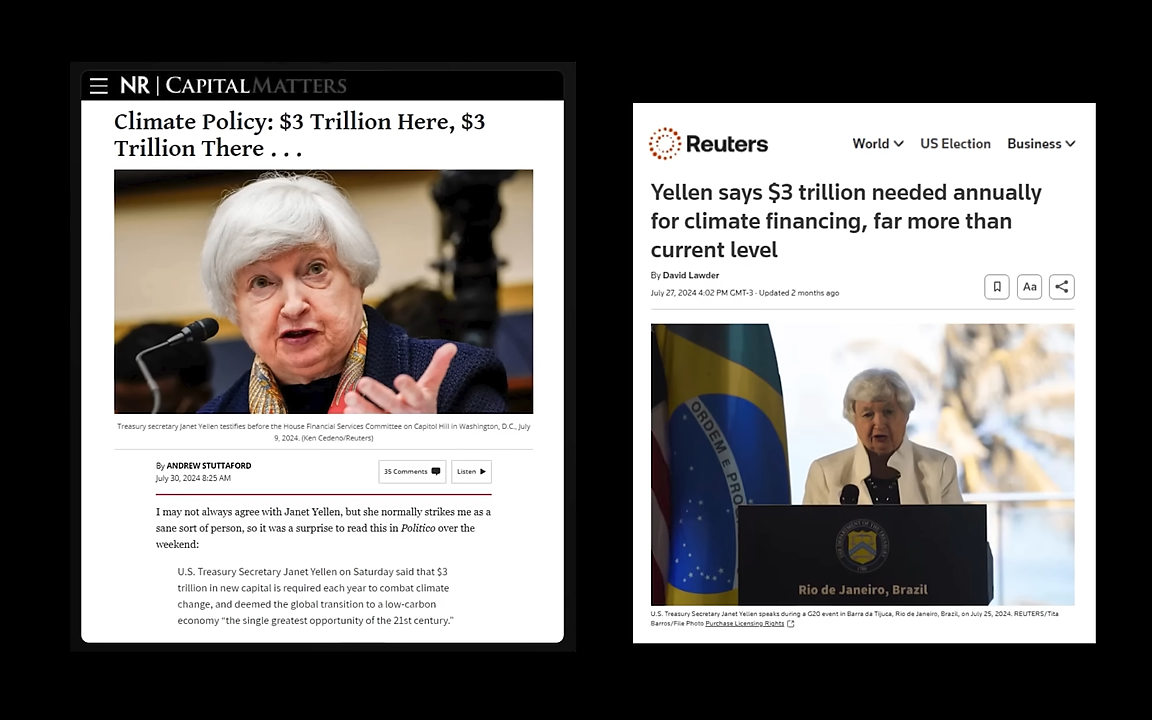 NR | CAPITAL MATTERS
Climate Policy: $3 Trillion Here, $3
Trillion There . . .
Treasury secretary Janet Yellen testifies before the House Financial Services Committee on Capitol Hill in Washington, D.C., July
9, 2024. (Ken Cedeno/Reuters)
By ANDREW STUTTAFORD
July 30, 2024 8:25 AM
35 Comments
Listen
I may not always agree with Janet Yellen, but she normally strikes me as a
sane sort of person, so it was a surprise to read this in Politico over the
weekend:
U.S. Treasury Secretary Janet Yellen on Saturday said that $3
trillion in new capital is required each year to combat climate
change, and deemed the global transition to a low-carbon
economy “the single greatest opportunity of the 21st century.”
Reuters
World
US Election
Business
Yellen says $3 trillion needed annually
for climate financing, far more than
current level
By David Lawder
July 27, 2024 4:02 PM GMT-3 · Updated 2 months ago
Aa
ORDEM E PRO
Rio de Janeiro, Brazil
U.S. Treasury Secretary Janet Yellen speaks during a G20 event in Barra da Tijuca, Rio de Janeiro, Brazil, on July 25, 2024. REUTERS/Tita
Barros/File Photo Purchase Licensing Rights